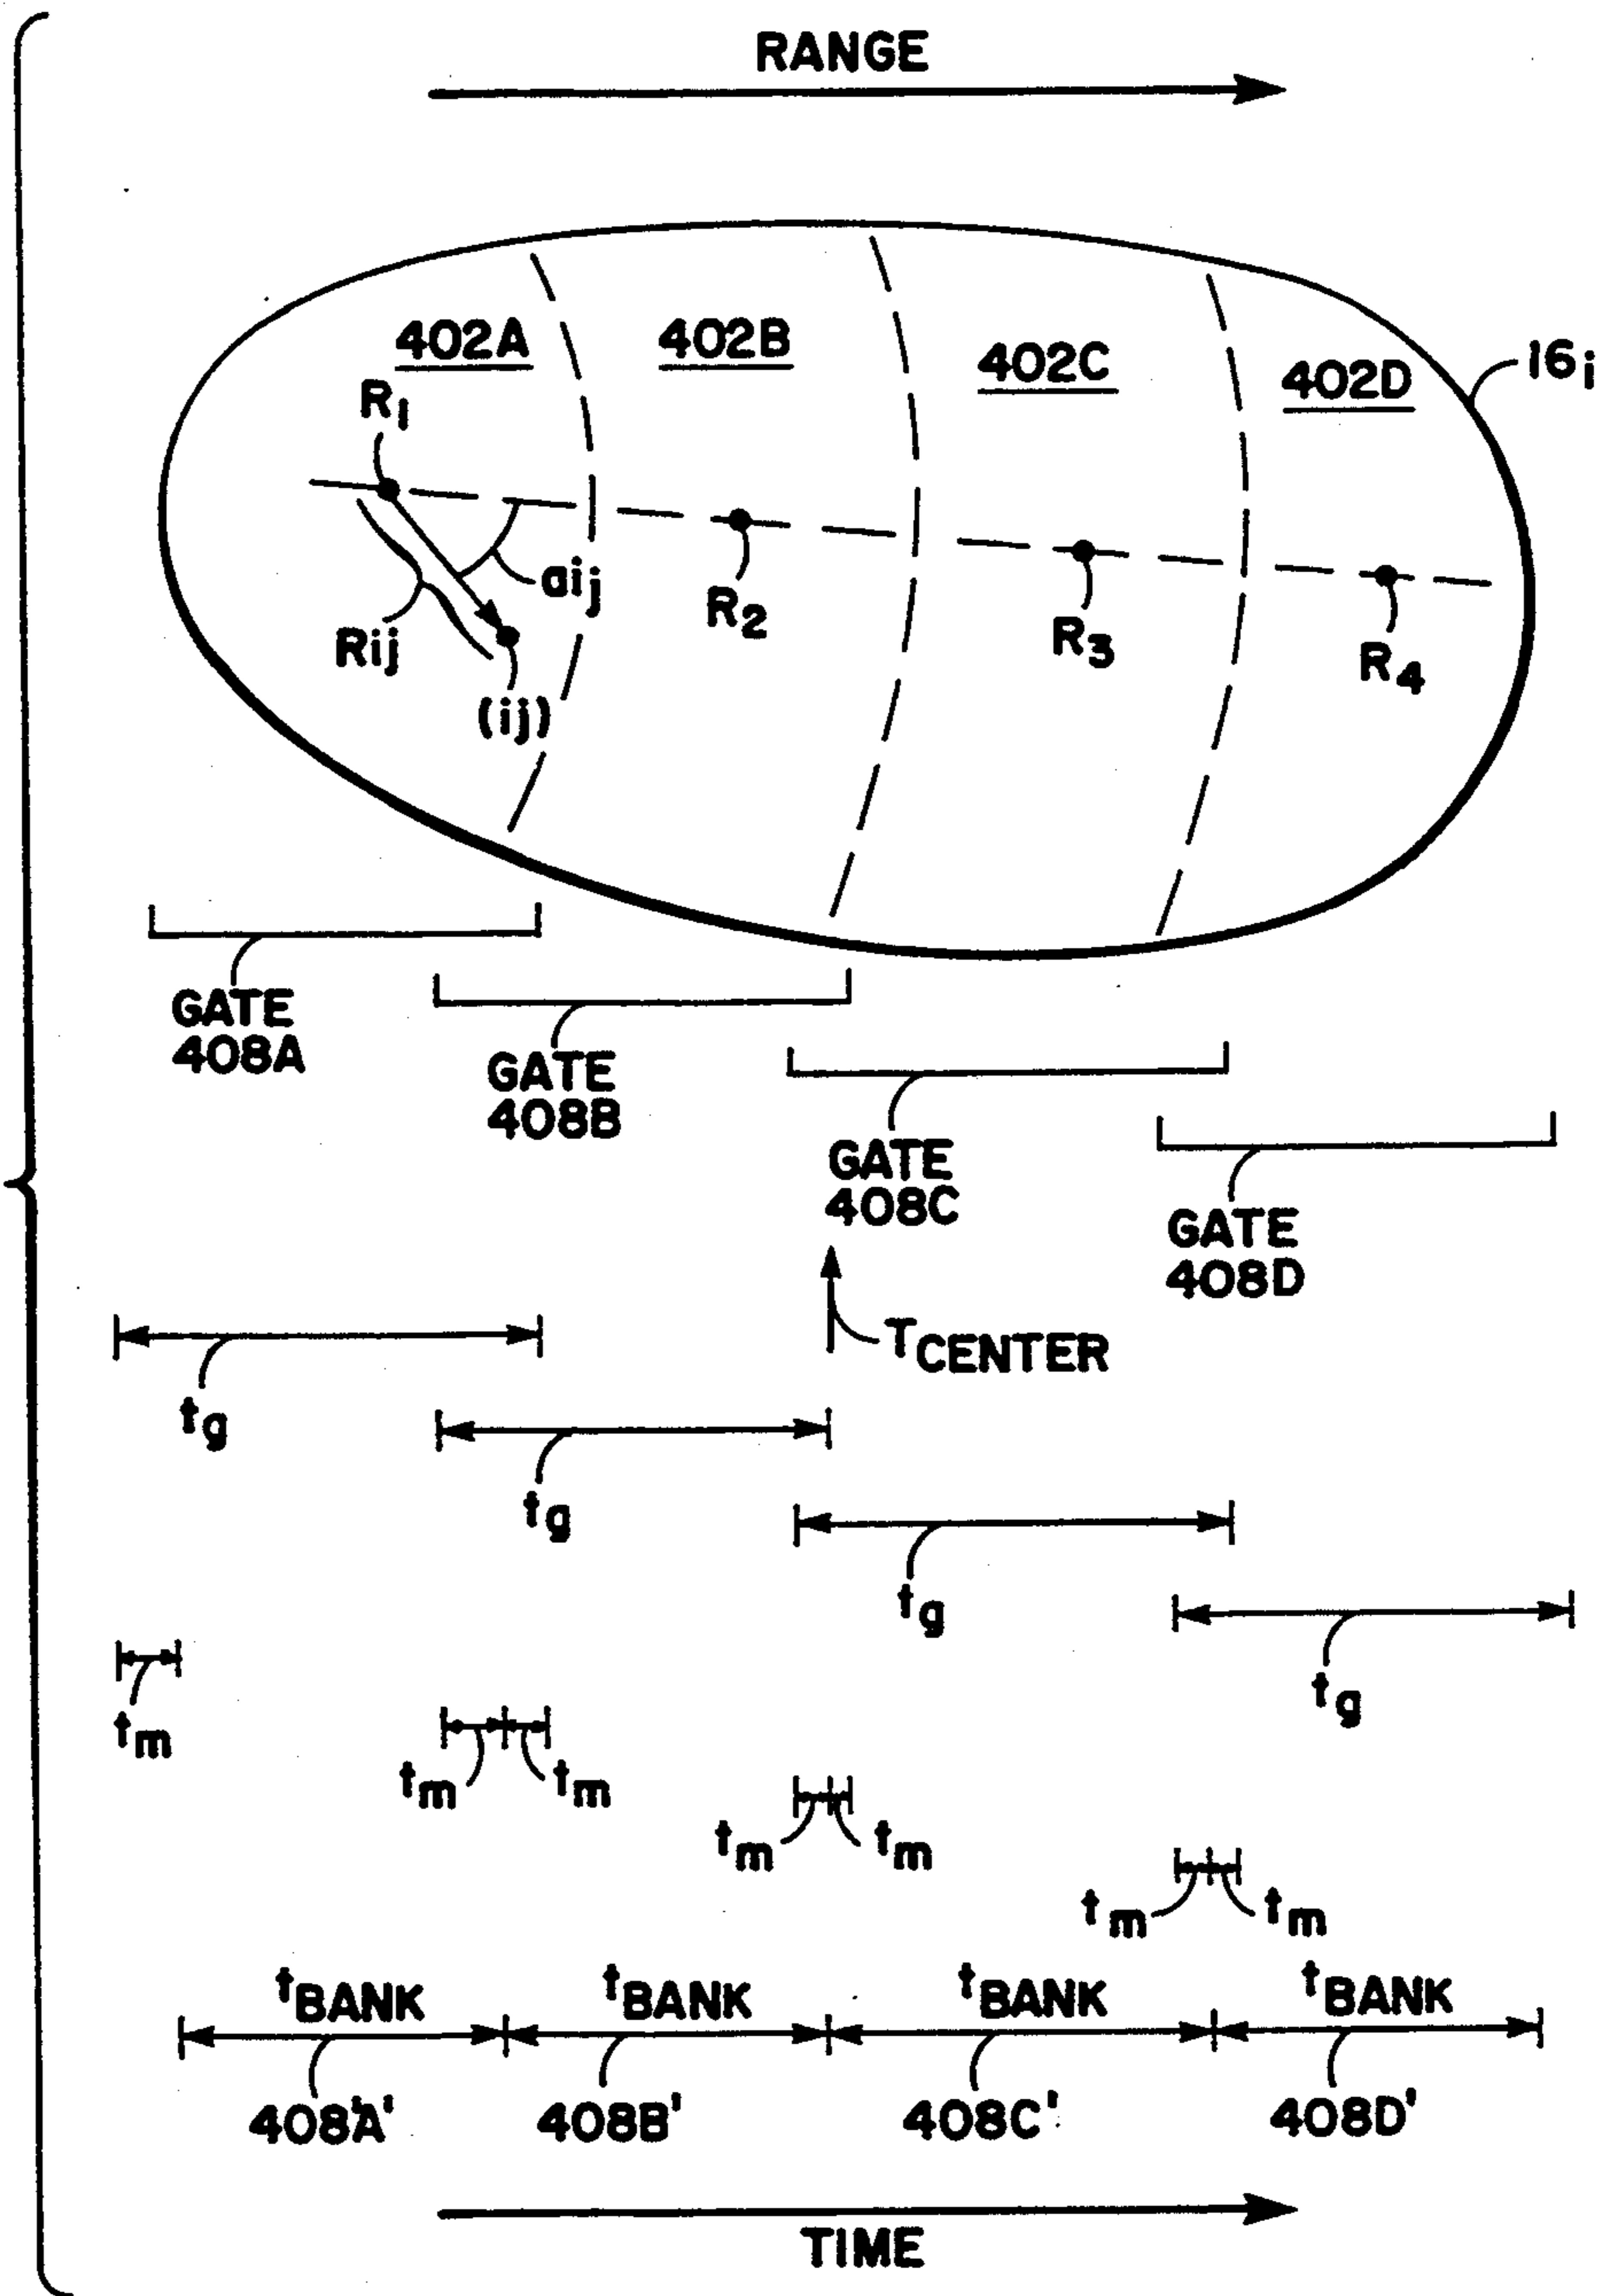 RANGE
402A
402B
402C
402D
16i
R1
aij
Rij
(ij)
R2
R3
R4
GATE
408A
GATE
408B
GATE
408C
GATE
408D
TCENTER
tg
tg
tg
tg
tm
tm
tm
tm
tm
tm
tm
tBANK
tBANK
tBANK
tBANK
408A'
408B'
408C'
408D'
TIME